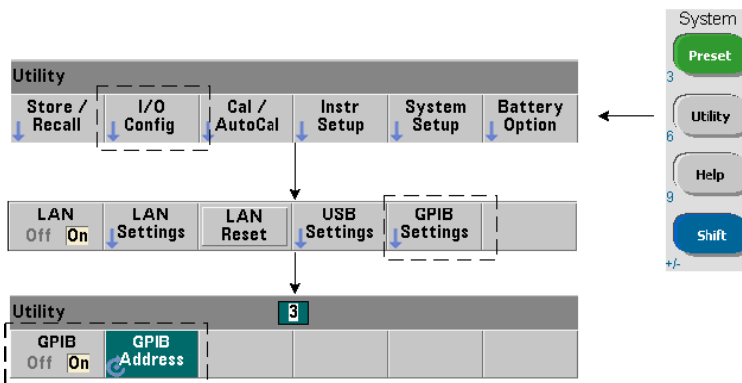 System
Preset
3
Utility
6
Help
9
Shift
+/-
Utility
Store / Recall
I/O Config
Cal / AutoCal
Instr Setup
System Setup
Battery Option
LAN Off On
LAN Settings
LAN Reset
USB Settings
GPIB Settings
Utility
3
GPIB Off On
GPIB Address